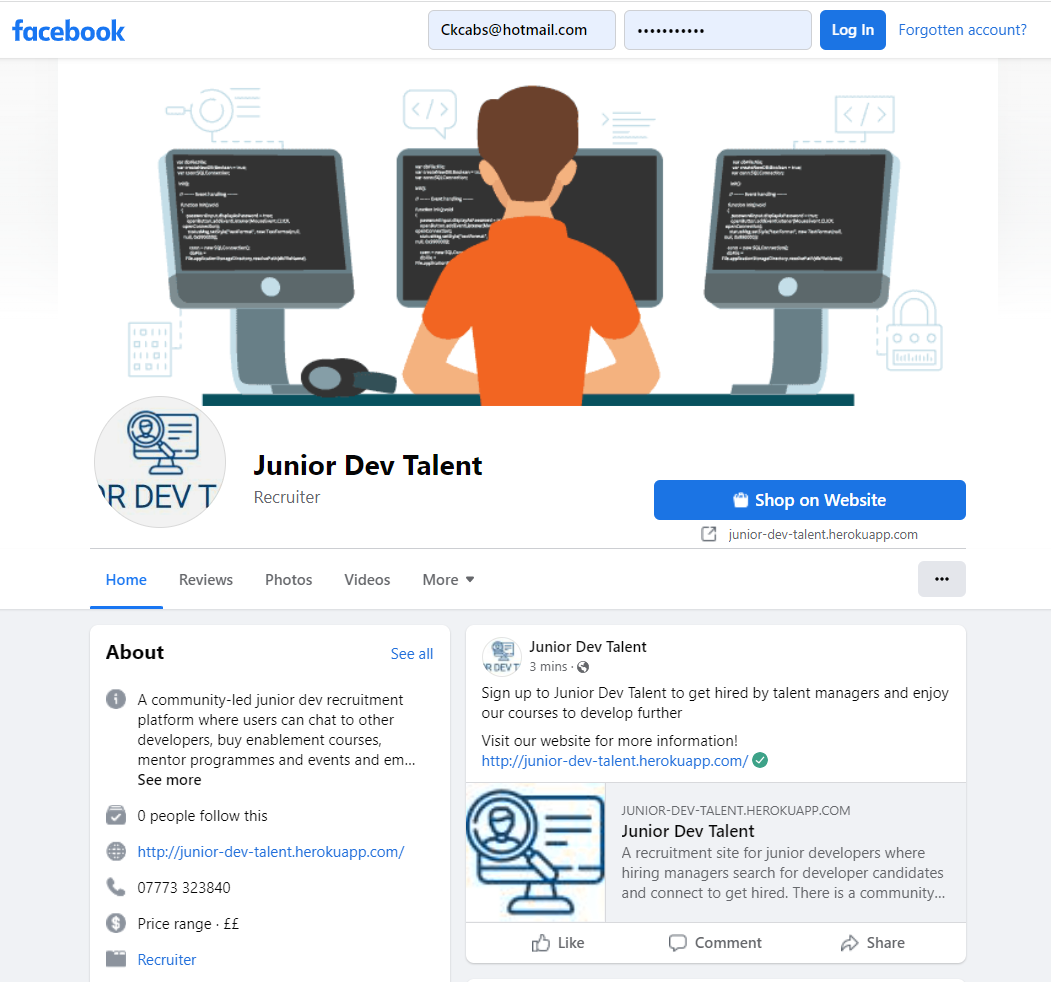 facebook
Ckcabs@hotmail.com
•••••••••••
Log In
Forgotten account?
</>
</>
Junior Dev Talent
Recruiter
R DEV T
Shop on Website
junior-dev-talent.herokuapp.com
Home
Reviews
Photos
Videos
More
About
See all
A community-led junior dev recruitment
platform where users can chat to other
developers, buy enablement courses,
mentor programmes and events and em...
See more
0 people follow this
http://junior-dev-talent.herokuapp.com/
07773 323840
Price range · ££
Recruiter
Junior Dev Talent
3 mins ·
Sign up to Junior Dev Talent to get hired by talent managers and enjoy
our courses to develop further
Visit our website for more information!
http://junior-dev-talent.herokuapp.com/
JUNIOR-DEV-TALENT.HEROKUAPP.COM
Junior Dev Talent
A recruitment site for junior developers where
hiring managers search for developer candidates
and connect to get hired. There is a community...
Like
Comment
Share